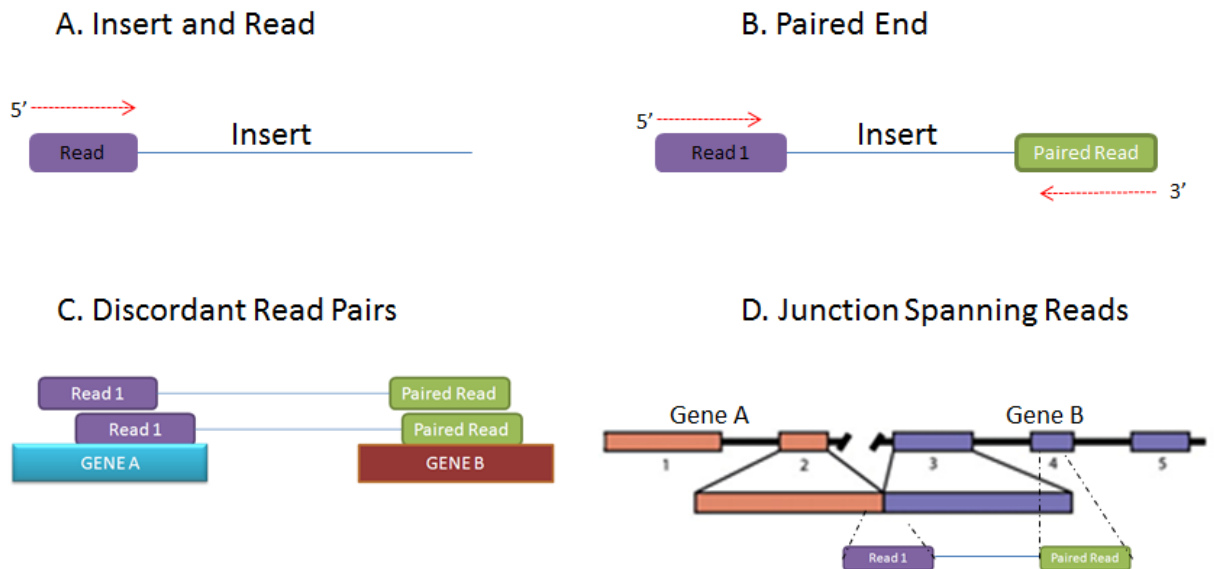 A. Insert and Read
5’
Insert
Read
B. Paired End
5’
Insert
Read 1
Paired Read
3’
C. Discordant Read Pairs
Read 1
Paired Read
Read 1
Paired Read
GENE A
GENE B
D. Junction Spanning Reads
Gene A
Gene B
1
2
3
4
5
Read 1
Paired Read